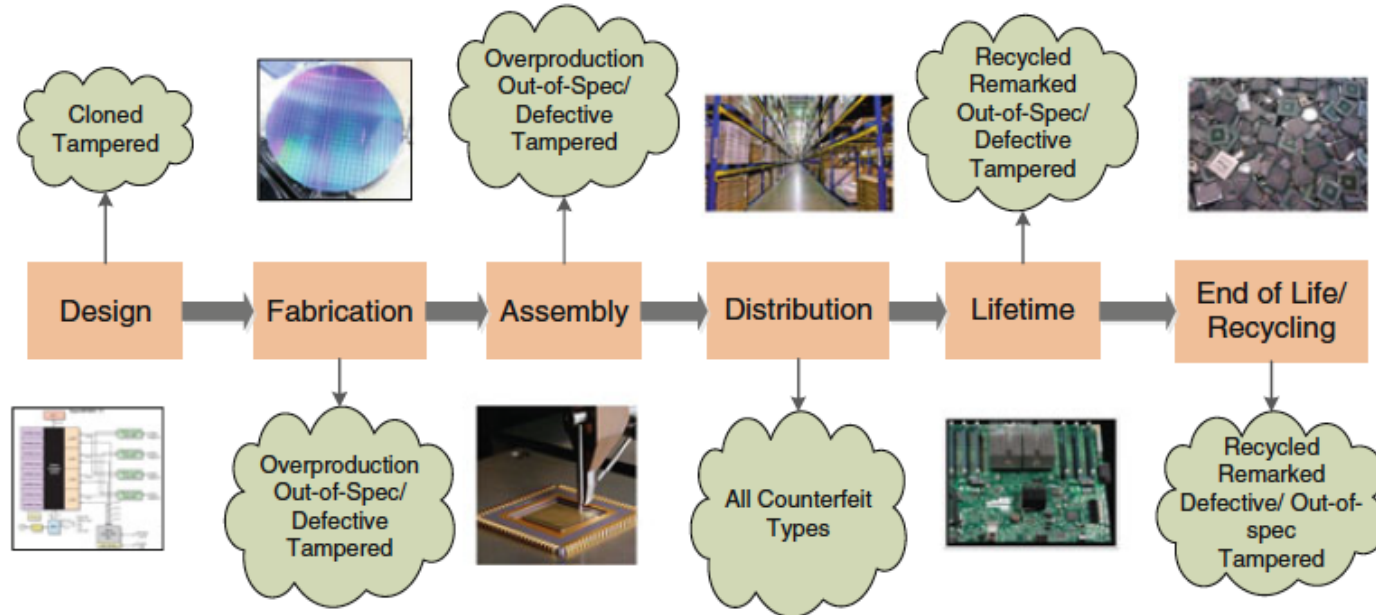 Cloned
Tampered
Overproduction
Out-of-Spec/
Defective
Tampered
Recycled
Remarked
Out-of-Spec/
Defective
Tampered
Design
Fabrication
Assembly
Distribution
Lifetime
End of Life/
Recycling
Overproduction
Out-of-Spec/
Defective
Tampered
All Counterfeit
Types
Recycled
Remarked
Defective/ Out-of-
spec
Tampered